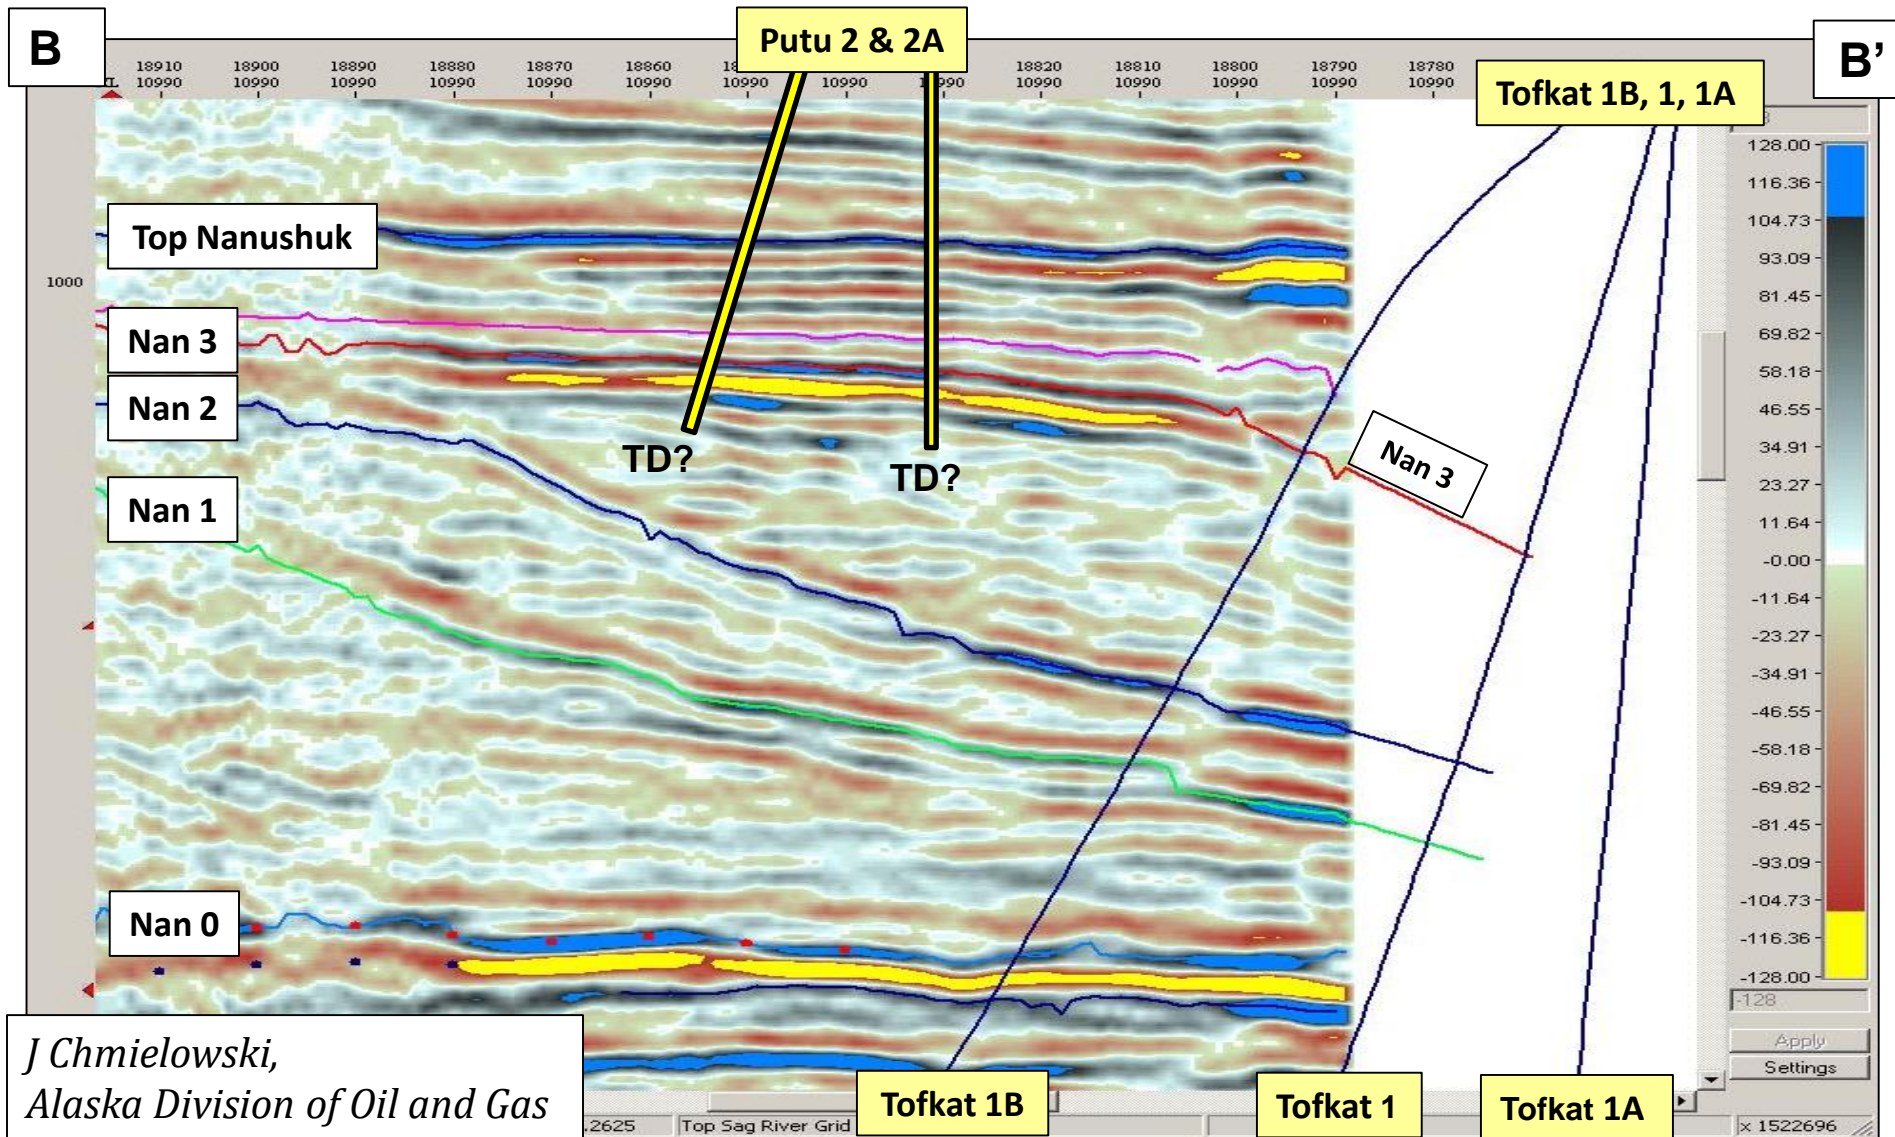 B
Putu 2 & 2A
B’
18910 18900 18890 18880 18870 18860 18820 18810 18800 18790 18780
10990 10990 10990 10990 10990 10990 10990 10990 10990 10990 10990 10990 10990
Tofkat 1B, 1, 1A
128.00
116.36
104.73
93.09
81.45
69.82
58.18
46.55
34.91
23.27
11.64
-0.00
-11.64
-23.27
-34.91
-46.55
-58.18
-69.82
-81.45
-93.09
-104.73
-116.36
-128.00
-128
Apply
Settings
Top Nanushuk
1000
Nan 3
Nan 2
Nan 1
Nan 0
TD?
TD?
Nan 3
J Chmielowski,
Alaska Division of Oil and Gas
Tofkat 1B
Tofkat 1
Tofkat 1A
.2625
Top Sag River Grid
x 1522696